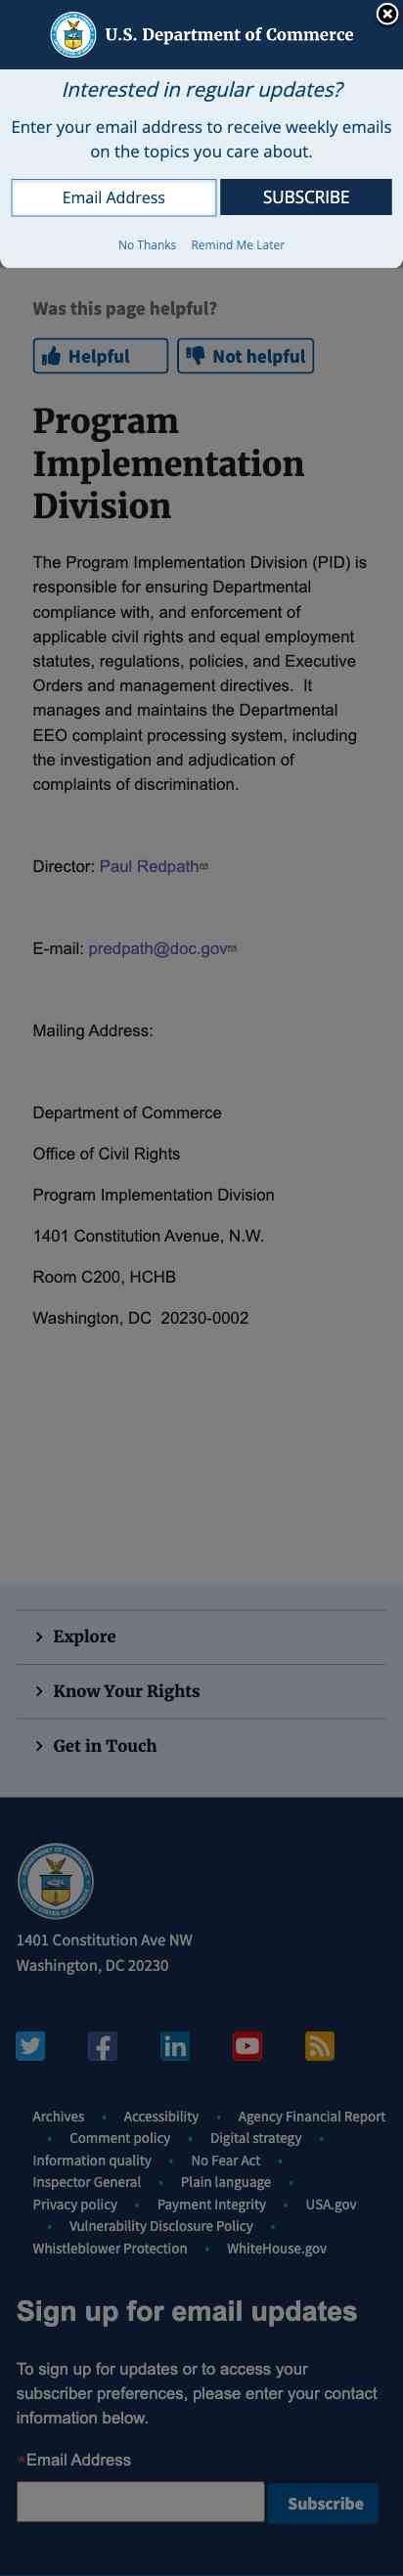 U.S. Department of Commerce
Interested in regular updates?
Enter your email address to receive weekly emails
on the topics you care about.
Email Address
SUBSCRIBE
No Thanks Remind Me Later
Was this page helpful?
Helpful Not helpful
Program
Implementation
Division
The Program Implementation Division (PID) is
responsible for ensuring Departmental
compliance with, and enforcement of
applicable civil rights and equal employment
statutes, regulations, policies, and Executive
Orders and management directives.  It
manages and maintains the Departmental
EEO complaint processing system, including
the investigation and adjudication of
complaints of discrimination.
Director: Paul Redpath
E-mail: predpath@doc.gov
Mailing Address:
Department of Commerce
Office of Civil Rights
Program Implementation Division
1401 Constitution Avenue, N.W.
Room C200, HCHB
Washington, DC  20230-0002
Explore
Know Your Rights
Get in Touch
1401 Constitution Ave NW
Washington, DC 20230
Archives • Accessibility • Agency Financial Report
• Comment policy • Digital strategy •
Information quality • No Fear Act •
Inspector General • Plain language •
Privacy policy • Payment Integrity • USA.gov
• Vulnerability Disclosure Policy •
Whistleblower Protection • WhiteHouse.gov
Sign up for email updates
To sign up for updates or to access your
subscriber preferences, please enter your contact
information below.
*Email Address
Subscribe